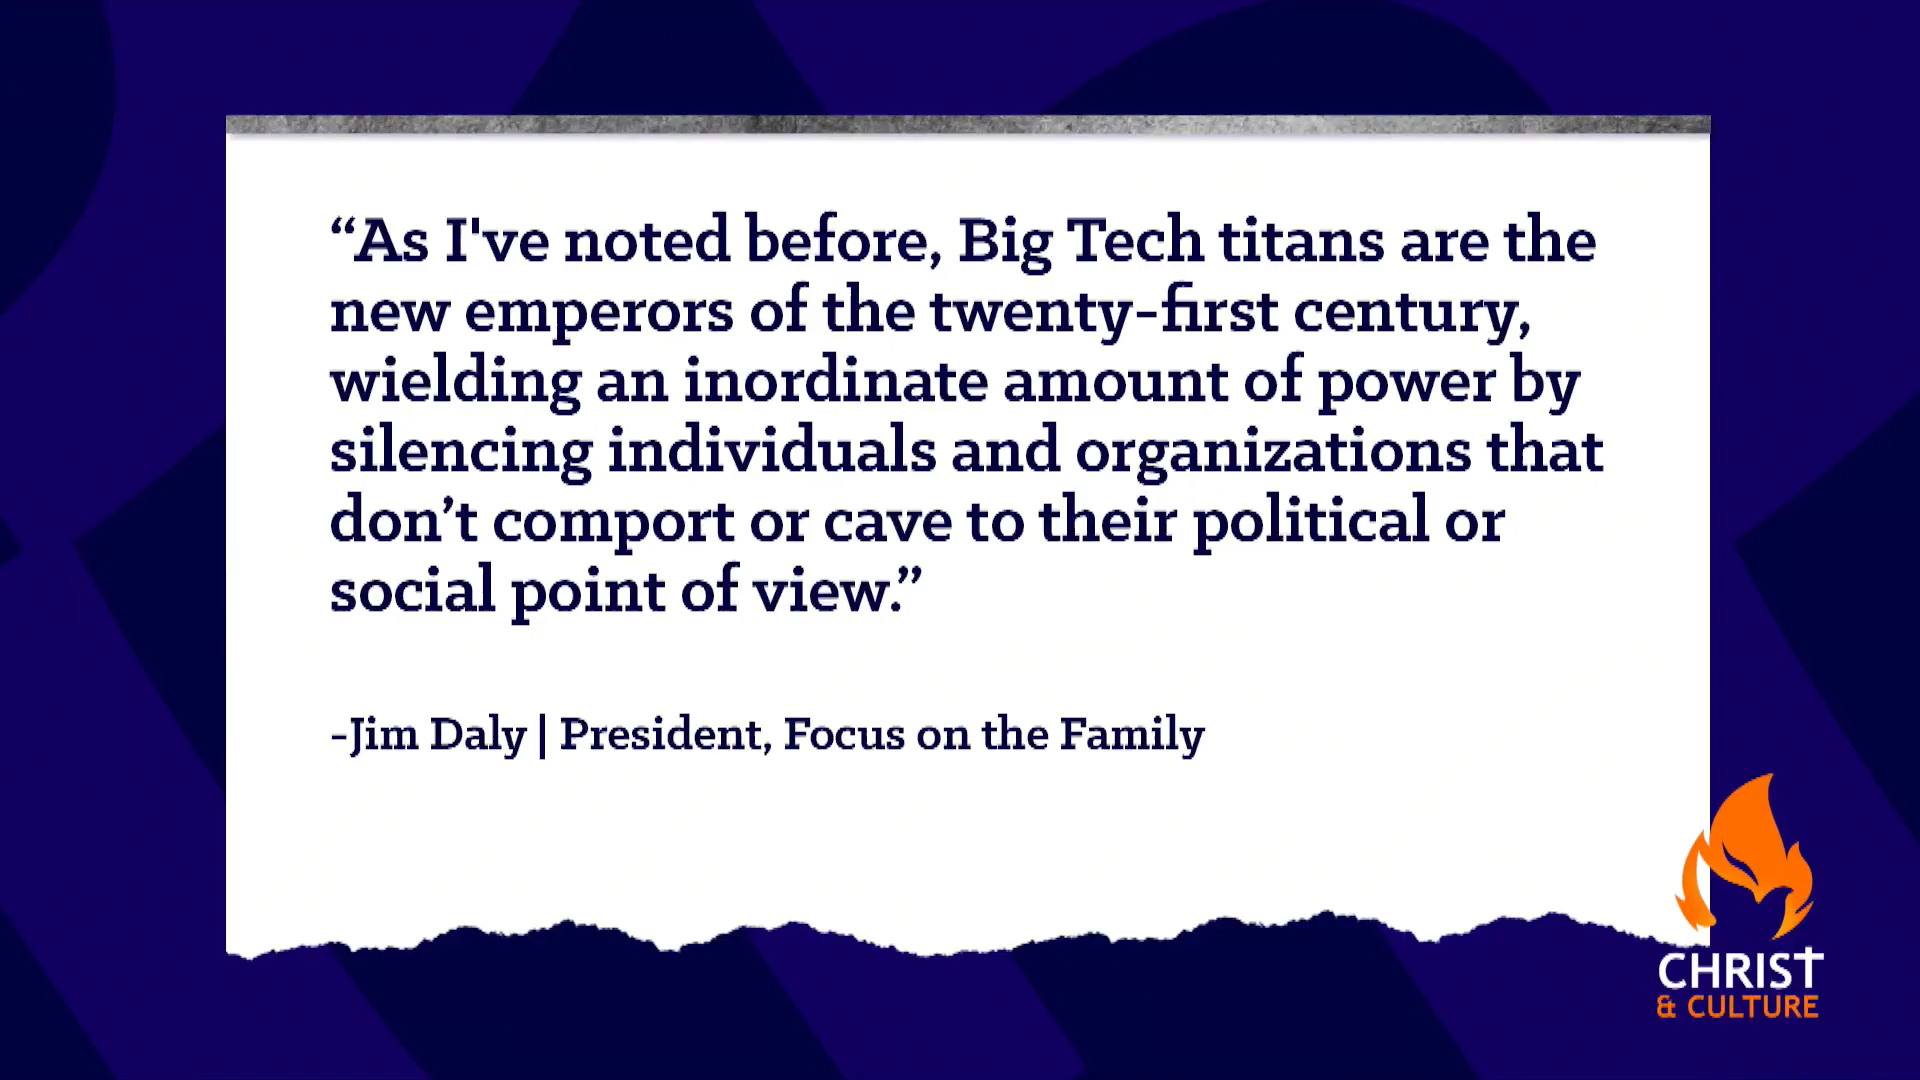 “As I've noted before, Big Tech titans are the
new emperors of the twenty-first century,
wielding an inordinate amount of power by
silencing individuals and organizations that
don’t comport or cave to their political or
social point of view.”
-Jim Daly | President, Focus on the Family
CHRIST
& CULTURE